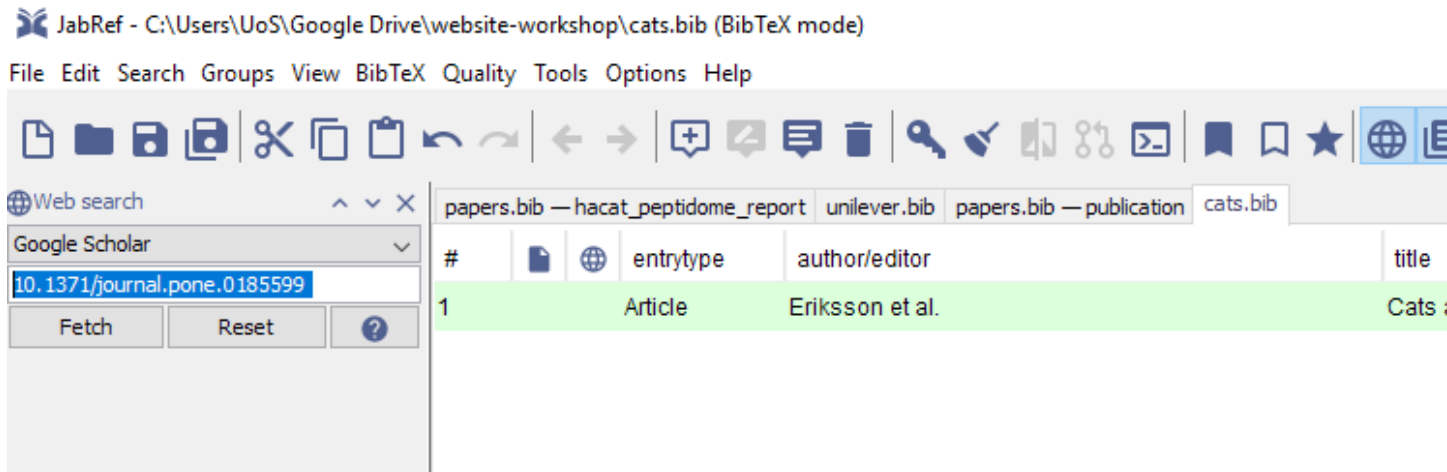 JabRef - C:\Users\UoS\Google Drive\website-workshop\cats.bib (BibTeX mode)
File Edit Search Groups View BibTeX Quality Tools Options Help
Web search
Google Scholar
10.1371/journal.pone.0185599
Fetch Reset ?
papers.bib — hacat_peptidome_report unilever.bib papers.bib — publication cats.bib
# entrytype author/editor title
1 Article Eriksson et al. Cats